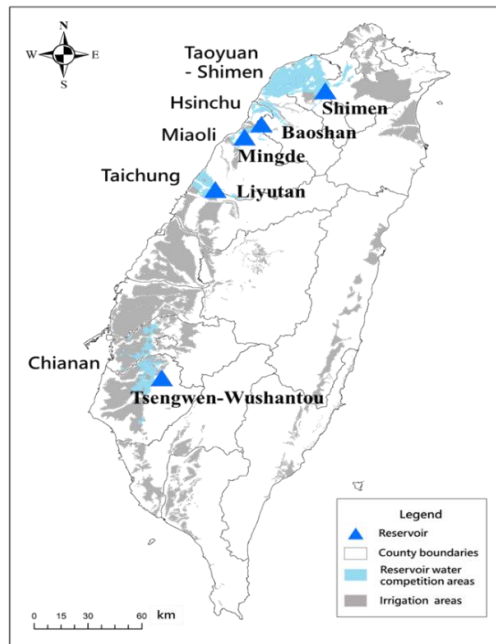 N
W
E
S
Taoyuan
- Shimen
Shimen
Hsinchu
Baoshan
Miaoli
Mingde
Taichung
Liyutan
Chianan
Tsengwen-Wushantou
Legend
Reservoir
County boundaries
Reservoir water
competition areas
Irrigation areas
km
0 15 30 60